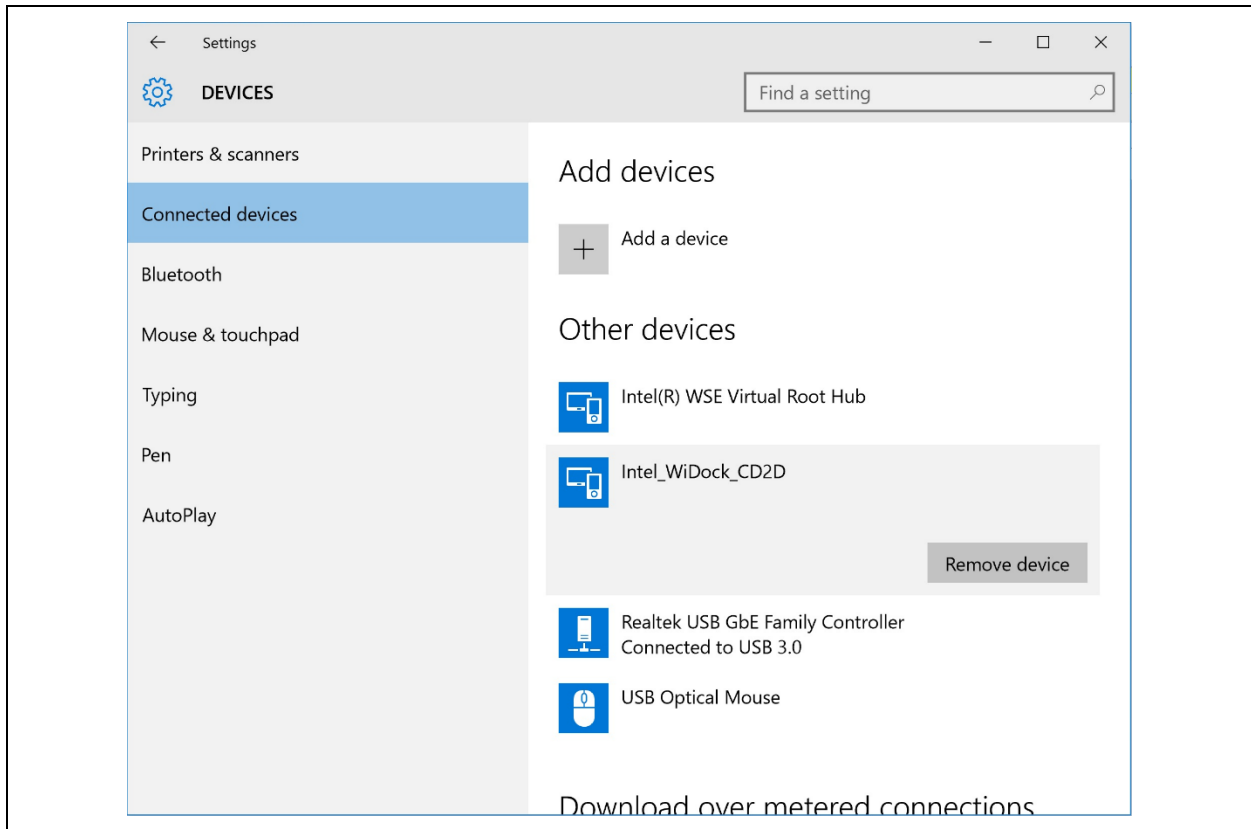 Settings
DEVICES
Find a setting
Printers & scanners
Connected devices
Bluetooth
Mouse & touchpad
Typing
Pen
AutoPlay
Add devices
Add a device
Other devices
Intel(R) WSE Virtual Root Hub
Intel_WiDock_CD2D
Remove device
Realtek USB GbE Family Controller
Connected to USB 3.0
USB Optical Mouse
Download over metered connections